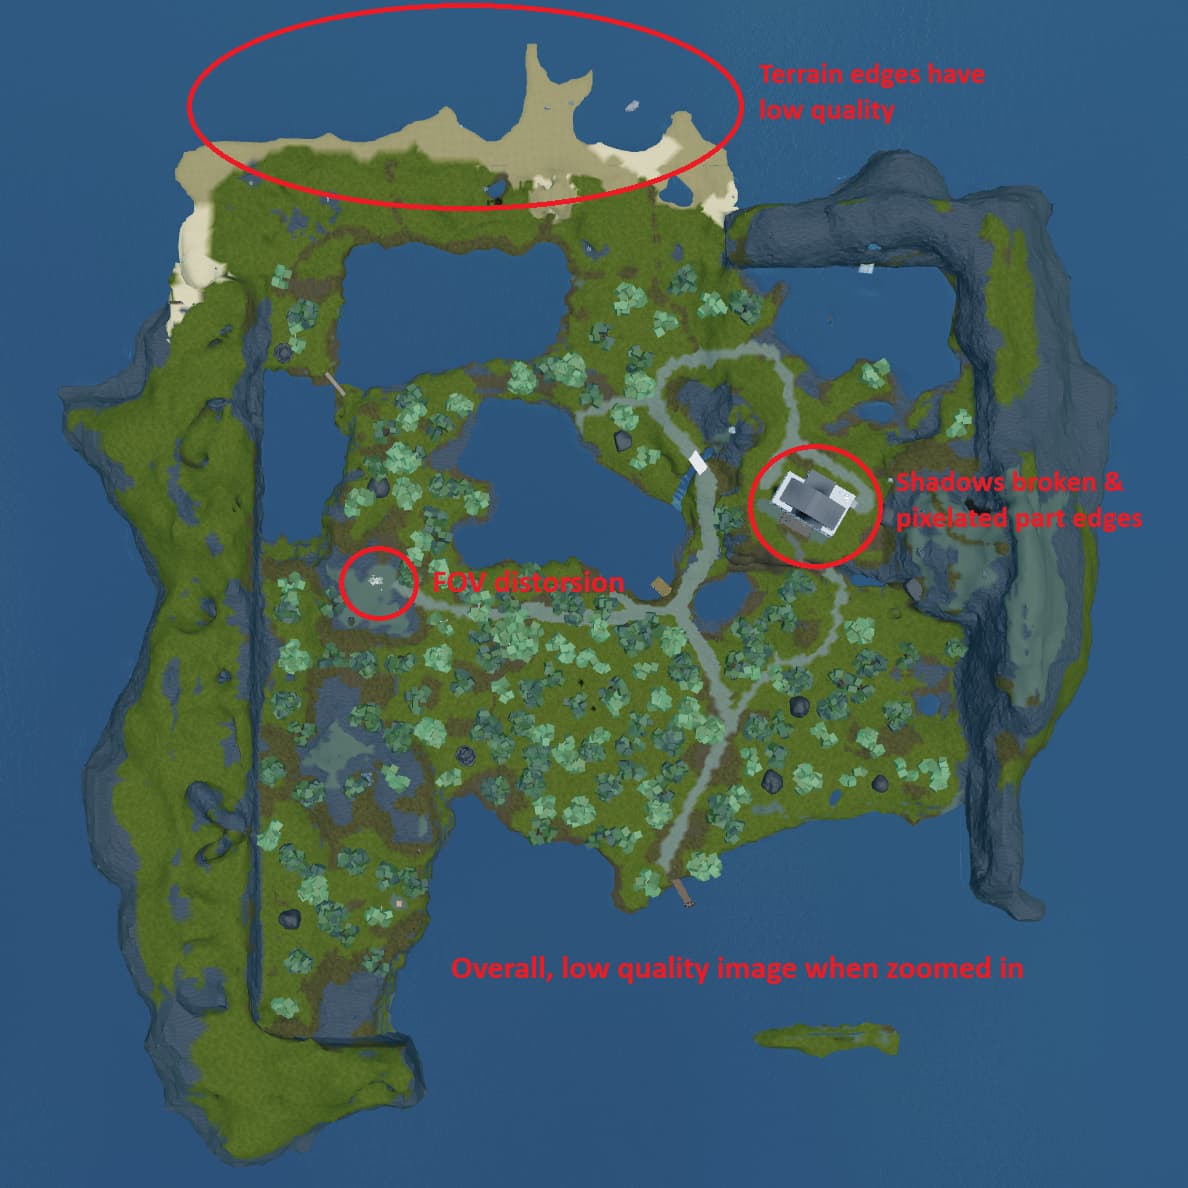 Terrain edges have
low quality
Shadows broken &
pixelated part edges
FOV distorsion
Overall, low quality image when zoomed in